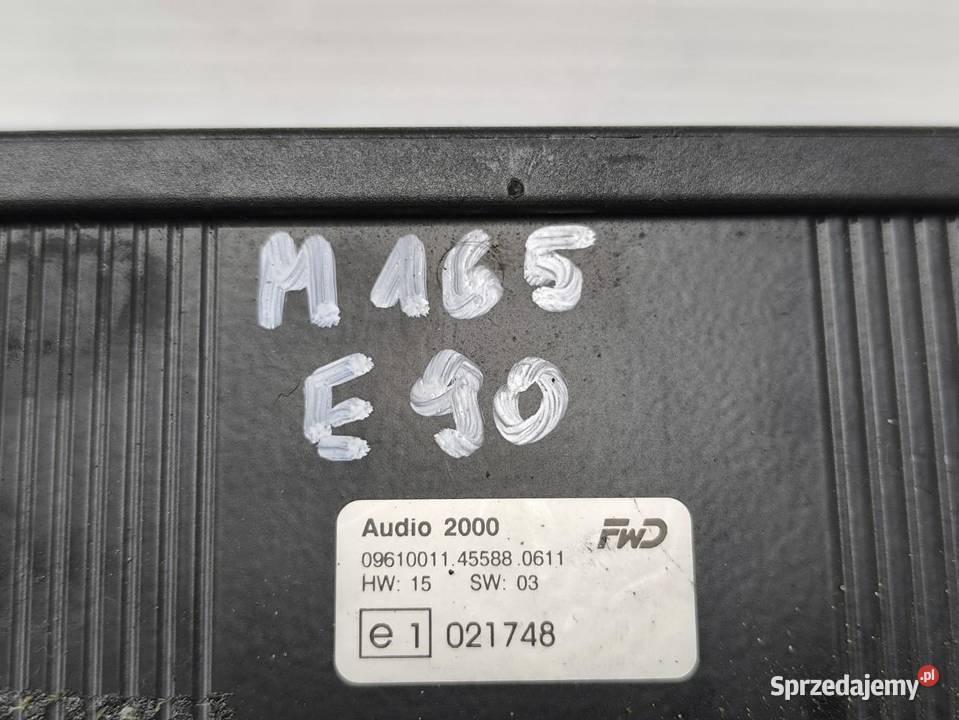 M165
E90
Audio 2000 FWD
09610011.45588.0611
HW: 15 SW: 03
e 1 021748
Sprzedajemy.pl